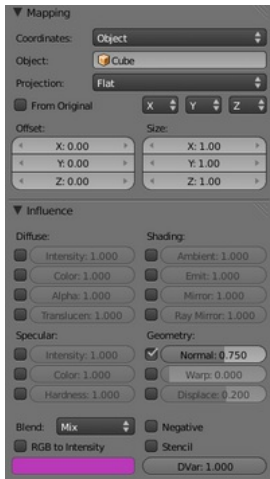 Mapping
Coordinates: Object
Object: Cube
Projection: Flat
From Original X Y Z
Offset: Size:
X: 0.00 X: 1.00
Y: 0.00 Y: 1.00
Z: 0.00 Z: 1.00
Influence
Diffuse: Shading:
Intensity: 1.000 Ambient: 1.000
Color: 1.000 Emit: 1.000
Alpha: 1.000 Mirror: 1.000
Translucen: 1.000 Ray Mirror: 1.000
Specular: Geometry:
Intensity: 1.000 Normal: 0.750
Color: 1.000 Warp: 0.000
Hardness: 1.000 Displace: 0.200
Blend: Mix Negative
RGB to Intensity Stencil
DVar: 1.000